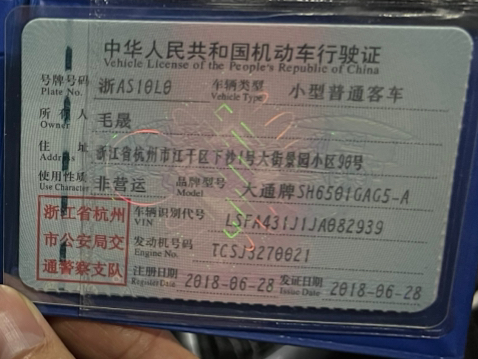 中华人民共和国机动车行驶证
Vehicle License of the People's Republic of China
号牌号码 浙AS10L0 车辆类型 小型普通客车
Plate No. Vehicle Type
所有人 毛晟
Owner
住址 浙江省杭州市江干区下沙1号大街景园小区90号
Address
使用性质 非营运 品牌型号 大通牌SH6501GAG5-A
Use Character Model
浙江省杭州 车辆识别代号 LSFA431J1JA082939
VIN
市公安局交 发动机号码 TCSJ3270021
Engine No.
通警察支队 注册日期 2018-06-28 发证日期 2018-06-28
Register Date Issue Date